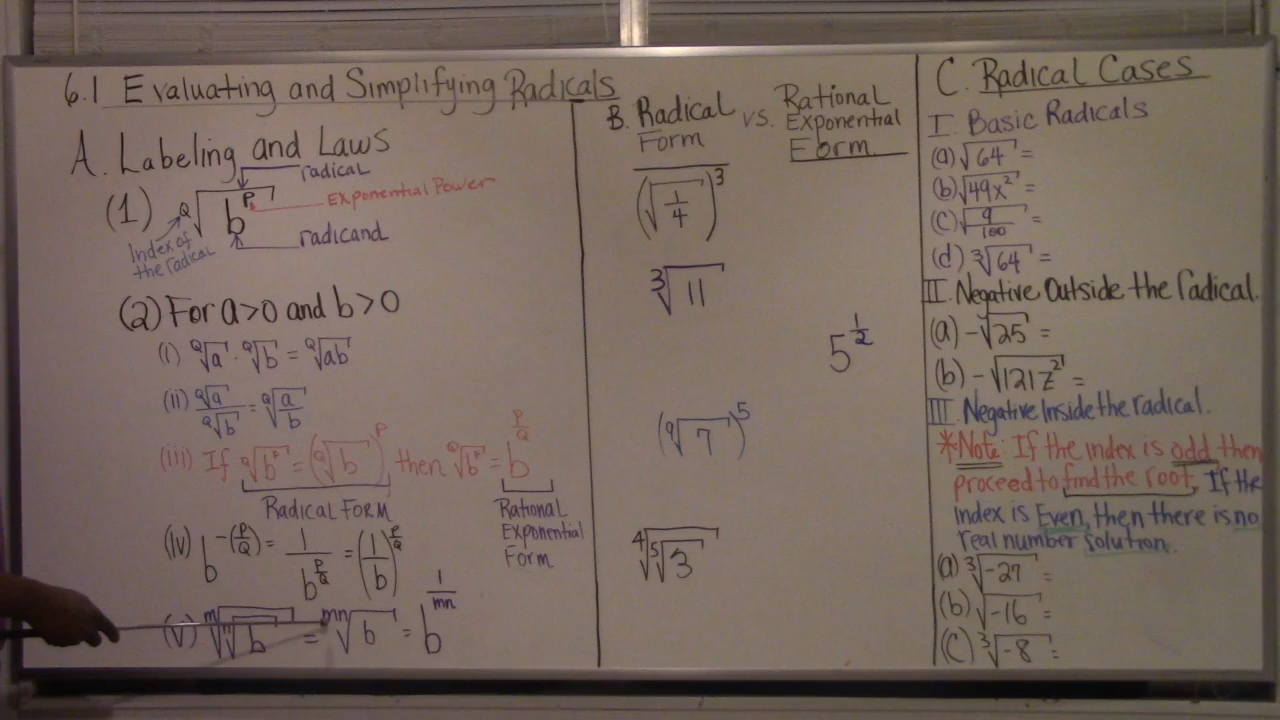 6.1 Evaluating and Simplifying Radicals
A. Labeling and Laws
radical
(1) ᵠ√b^P
Exponential Power
Index of
the radical
radicand
(2) For a>0 and b>0
(i) ᵠ√a · ᵠ√b = ᵠ√ab
(ii) ᵠ√a / ᵠ√b = ᵠ√(a/b)
(iii) If ᵠ√b^P = (ᵠ√b)^P, then ᵠ√b^P = b^(P/Q)
Radical Form
Rational
Exponential
Form
(iv) b^-(P/Q) = 1/b^(P/Q) = (1/b)^(P/Q)
(v) ᵐ√ⁿ√b = ᵐⁿ√b = b^(1/mn)
B. Radical
Form
vs.
Rational
Exponential
Form
(√(1/4))³
³√11
5^(1/2)
(⁹√7)⁵
⁴√⁵√3
C. Radical Cases
I. Basic Radicals
(a) √64 =
(b) √49x² =
(c) √(9/100) =
(d) ³√64 =
II. Negative Outside the radical.
(a) -√25 =
(b) -√121z² =
III. Negative Inside the radical.
*Note: If the index is odd then
proceed to find the root. If the
index is Even, then there is no
real number solution.
(a) ³√-27 =
(b) √-16 =
(c) ³√-8 =